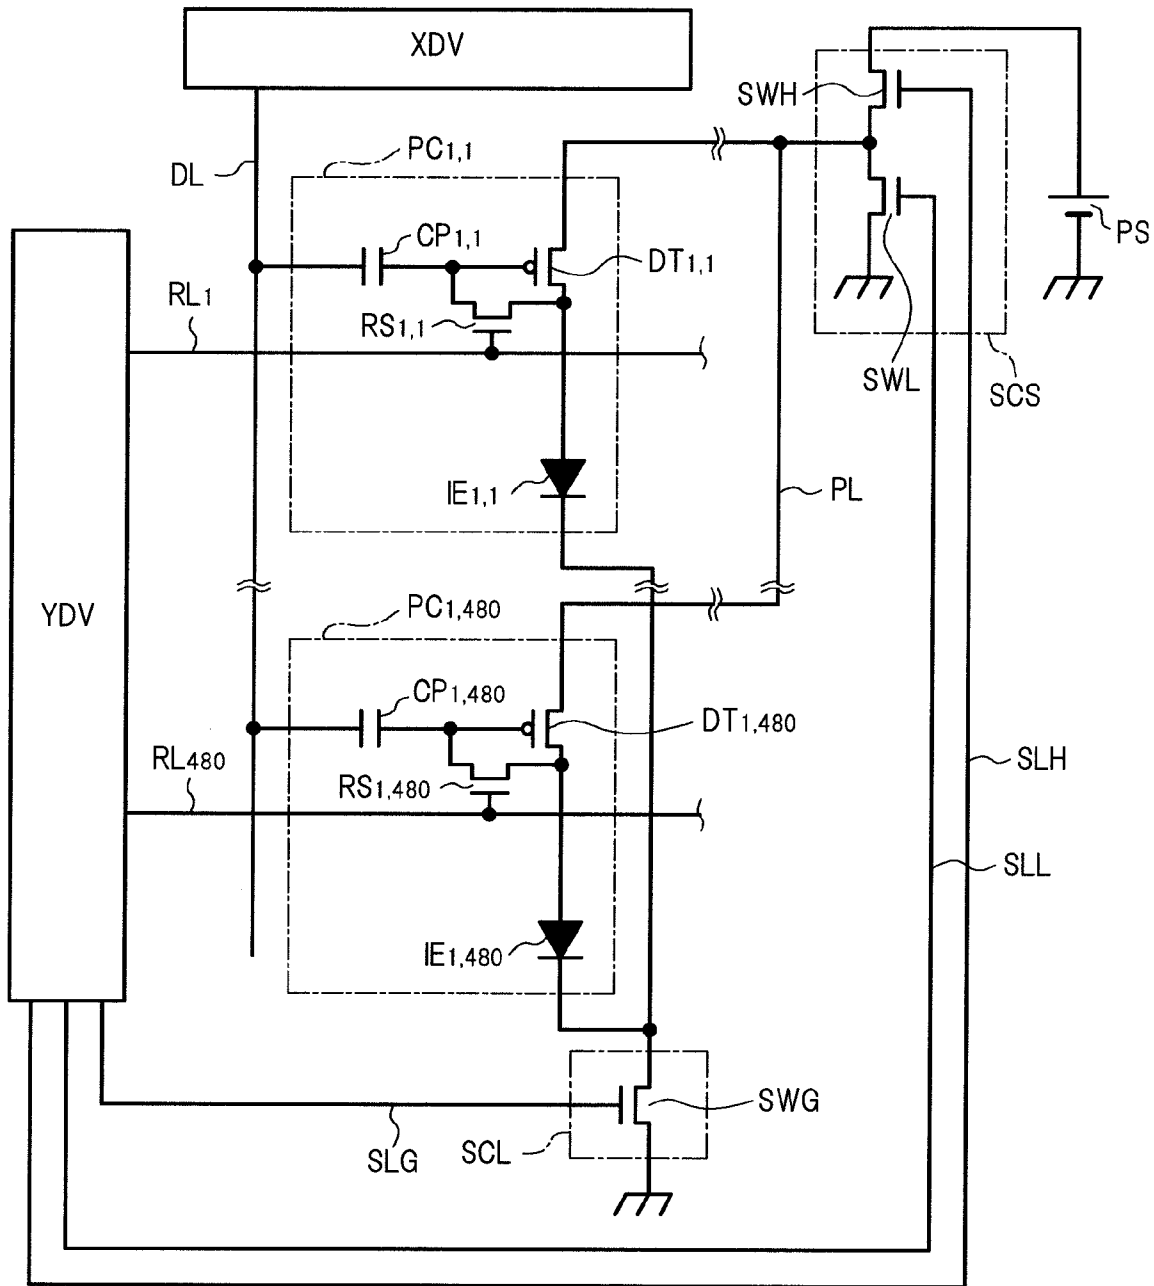 XDV
SWH
PC1,1
DL
CP1,1
DT1,1
PS
RL1
RS1,1
SWL
SCS
IE1,1
PL
YDV
PC1,480
CP1,480
DT1,480
RL480
RS1,480
SLH
SLL
IE1,480
SWG
SCL
SLG